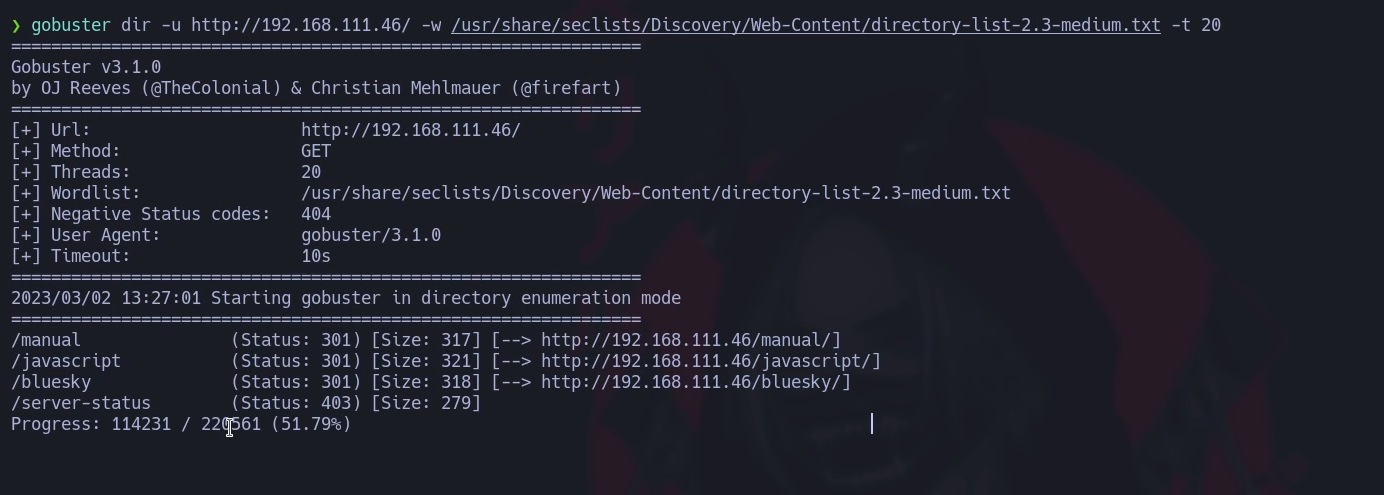 ❯ gobuster dir -u http://192.168.111.46/ -w /usr/share/seclists/Discovery/Web-Content/directory-list-2.3-medium.txt -t 20
===============================================================
Gobuster v3.1.0
by OJ Reeves (@TheColonial) & Christian Mehlmauer (@firefart)
===============================================================
[+] Url:                     http://192.168.111.46/
[+] Method:                  GET
[+] Threads:                 20
[+] Wordlist:                /usr/share/seclists/Discovery/Web-Content/directory-list-2.3-medium.txt
[+] Negative Status codes:   404
[+] User Agent:              gobuster/3.1.0
[+] Timeout:                 10s
===============================================================
2023/03/02 13:27:01 Starting gobuster in directory enumeration mode
===============================================================
/manual               (Status: 301) [Size: 317] [--> http://192.168.111.46/manual/]
/javascript           (Status: 301) [Size: 321] [--> http://192.168.111.46/javascript/]
/bluesky              (Status: 301) [Size: 318] [--> http://192.168.111.46/bluesky/]
/server-status        (Status: 403) [Size: 279]
Progress: 114231 / 220561 (51.79%)